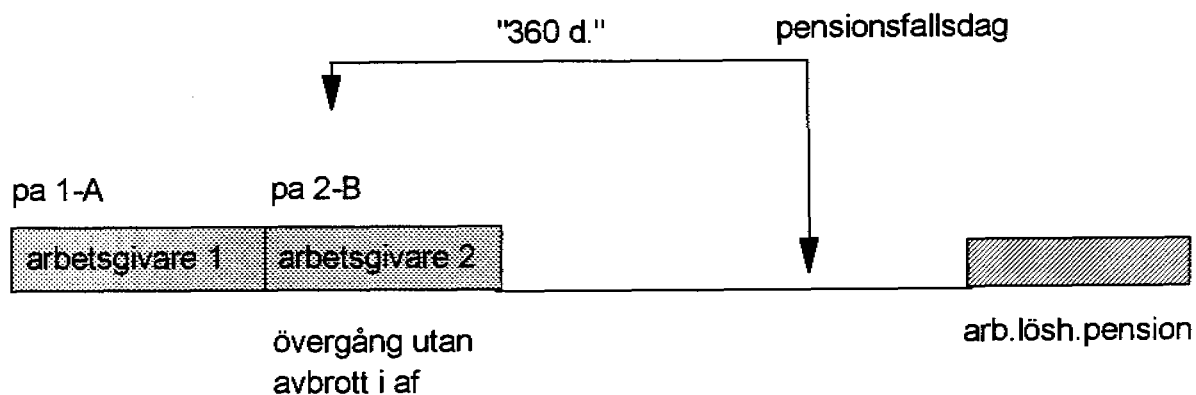 "360 d."
pensionsfallsdag
pa 1-A
pa 2-B
arbetsgivare 1
arbetsgivare 2
övergång utan
avbrott i af
arb.lösh.pension